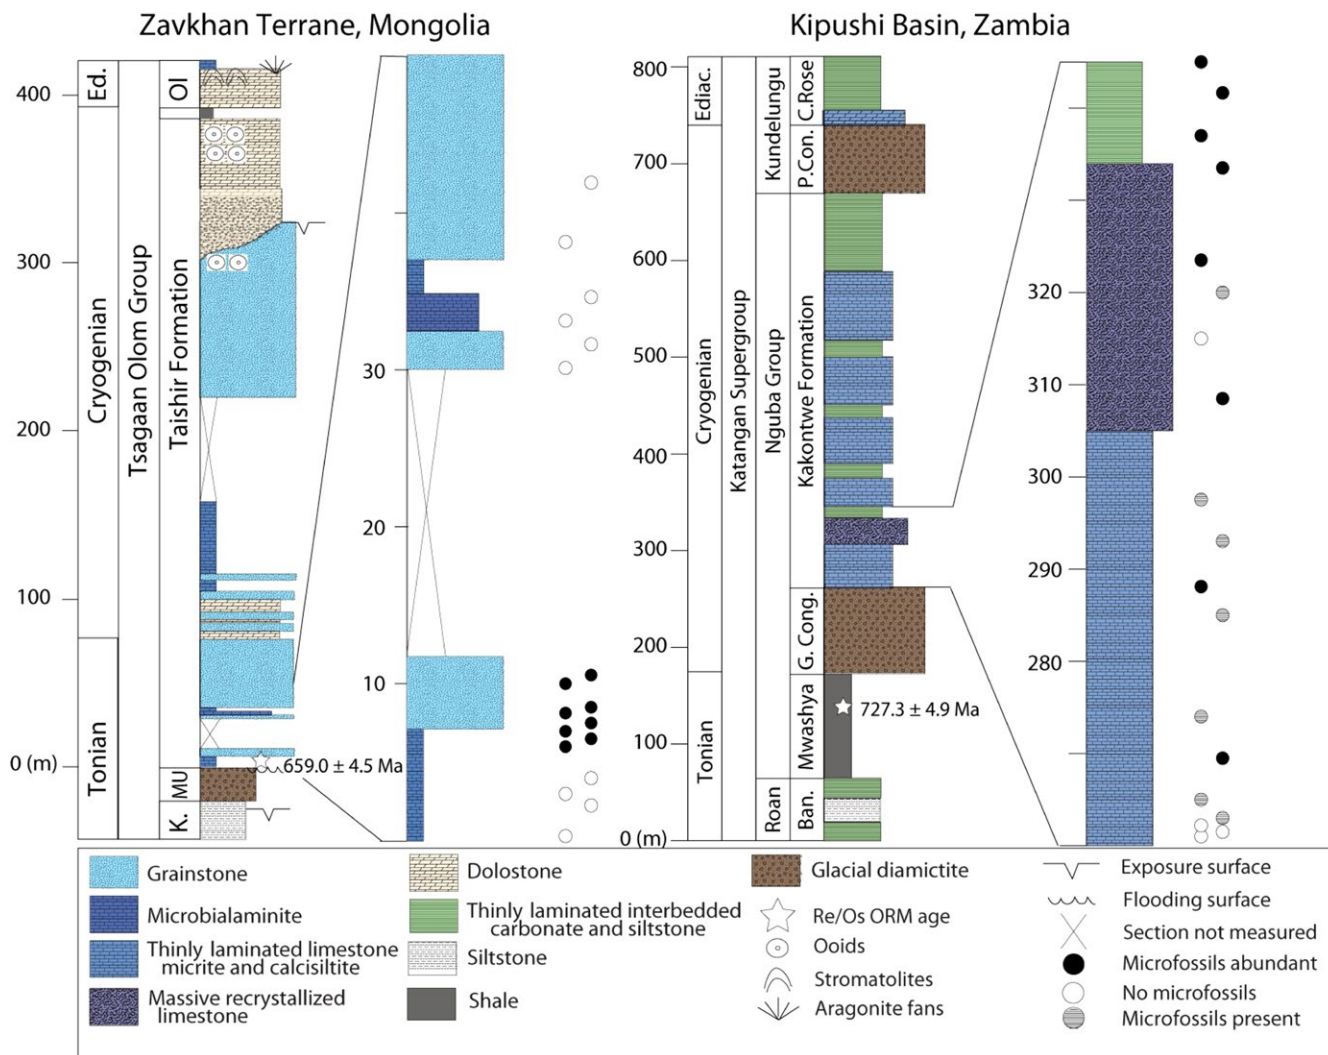 Zavkhan Terrane, Mongolia
Kipushi Basin, Zambia
400
300
200
100
0 (m)
Ed.
Cryogenian
Tonian
Tsagaan Olom Group
Ol
Taishir Formation
MU
K.
659.0 ± 4.5 Ma
30
20
10
800
700
600
500
400
300
200
100
0 (m)
Ediac.
Cryogenian
Tonian
Katangan Supergroup
Kundelungu
Nguba Group
Roan
C.Rose
P.Con.
Kakontwe Formation
G. Cong.
Mwashya
Ban.
727.3 ± 4.9 Ma
320
310
300
290
280
Grainstone
Microbialaminite
Thinly laminated limestone
micrite and calcisiltite
Massive recrystallized
limestone
Dolostone
Thinly laminated interbedded
carbonate and siltstone
Siltstone
Shale
Glacial diamictite
Re/Os ORM age
Ooids
Stromatolites
Aragonite fans
Exposure surface
Flooding surface
Section not measured
Microfossils abundant
No microfossils
Microfossils present